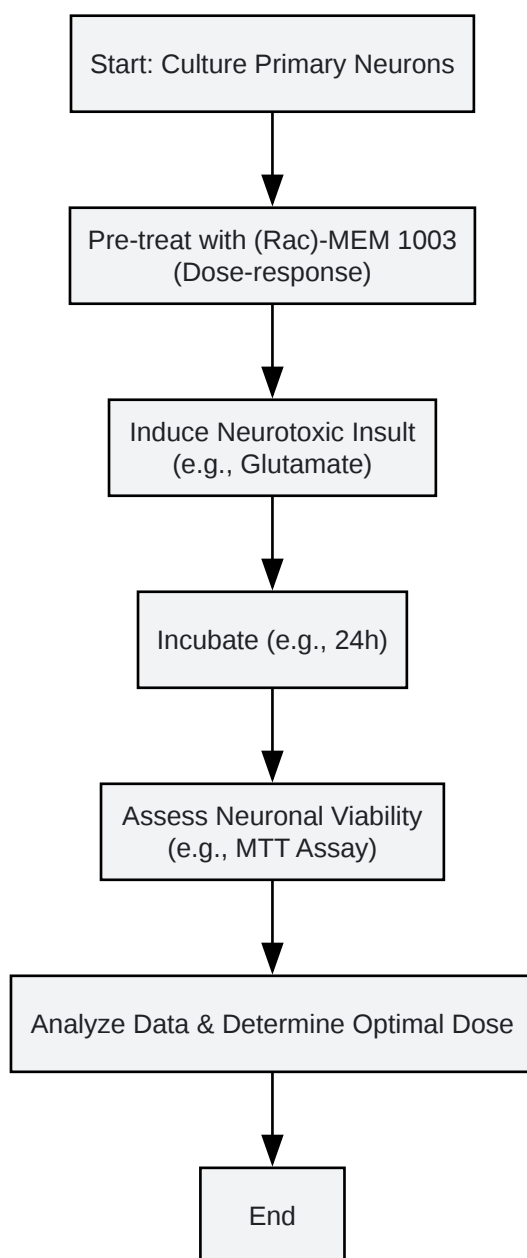 Start: Culture Primary Neurons
Pre-treat with (Rac)-MEM 1003
(Dose-response)
Induce Neurotoxic Insult
(e.g., Glutamate)
Incubate (e.g., 24h)
Assess Neuronal Viability
(e.g., MTT Assay)
Analyze Data & Determine Optimal Dose
End